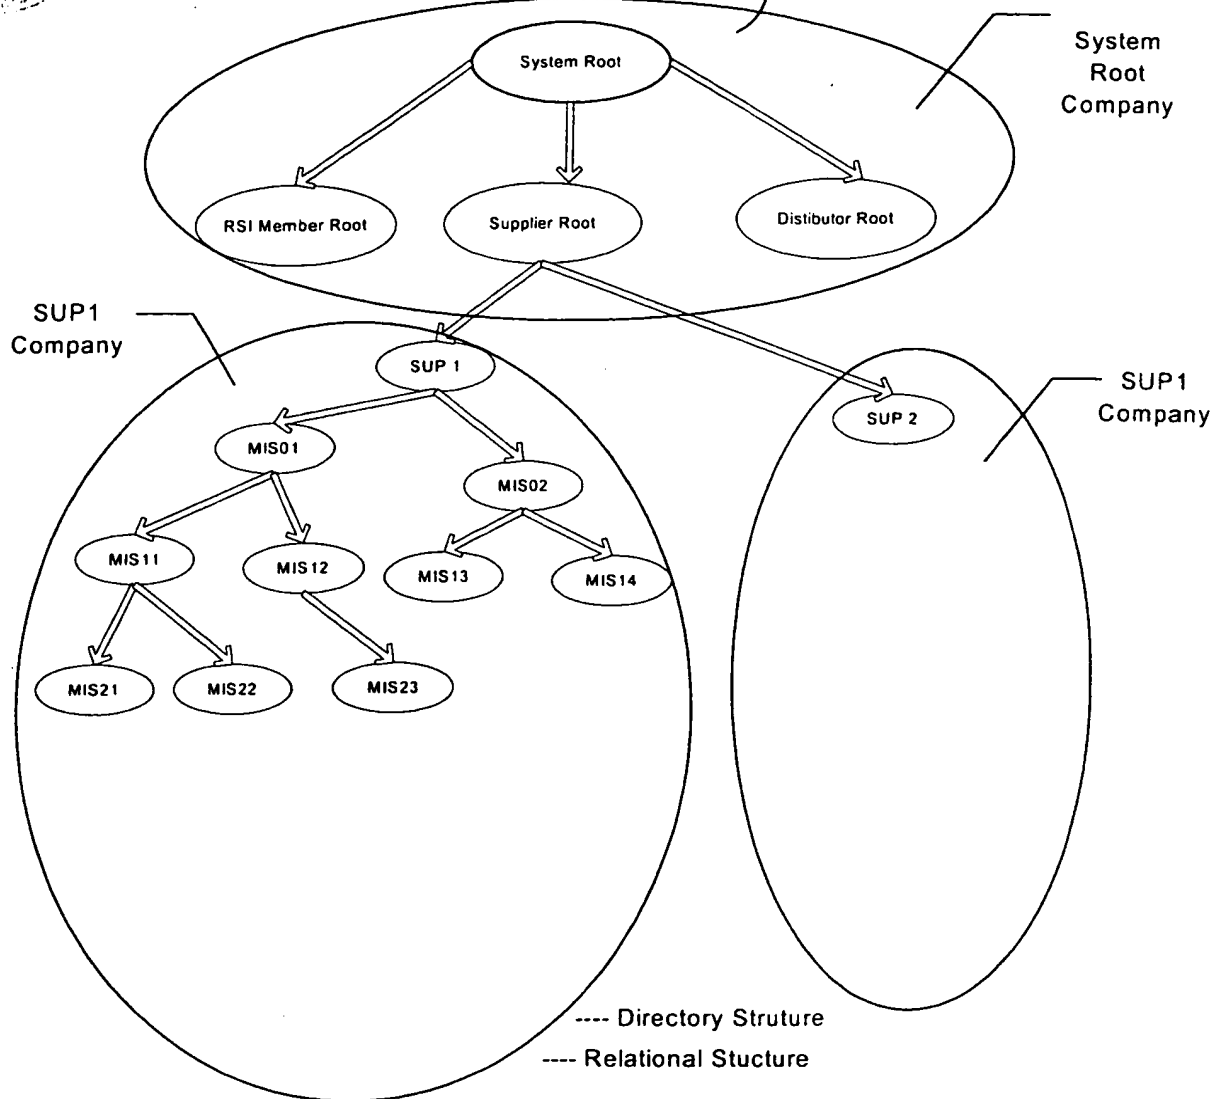 System Root
System
Root
Company
RSI Member Root
Supplier Root
Distibutor Root
SUP1
Company
SUP 1
SUP 2
SUP1
Company
MIS01
MIS02
MIS11
MIS12
MIS13
MIS14
MIS21
MIS22
MIS23
---- Directory Struture
---- Relational Stucture